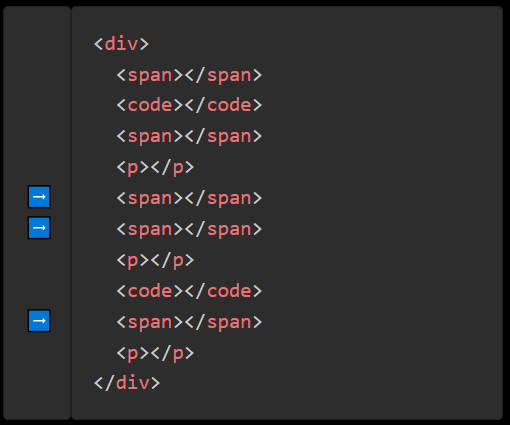 <div>
  <span></span>
  <code></code>
  <span></span>
  <p></p>
→ <span></span>
→ <span></span>
  <p></p>
  <code></code>
→ <span></span>
  <p></p>
</div>